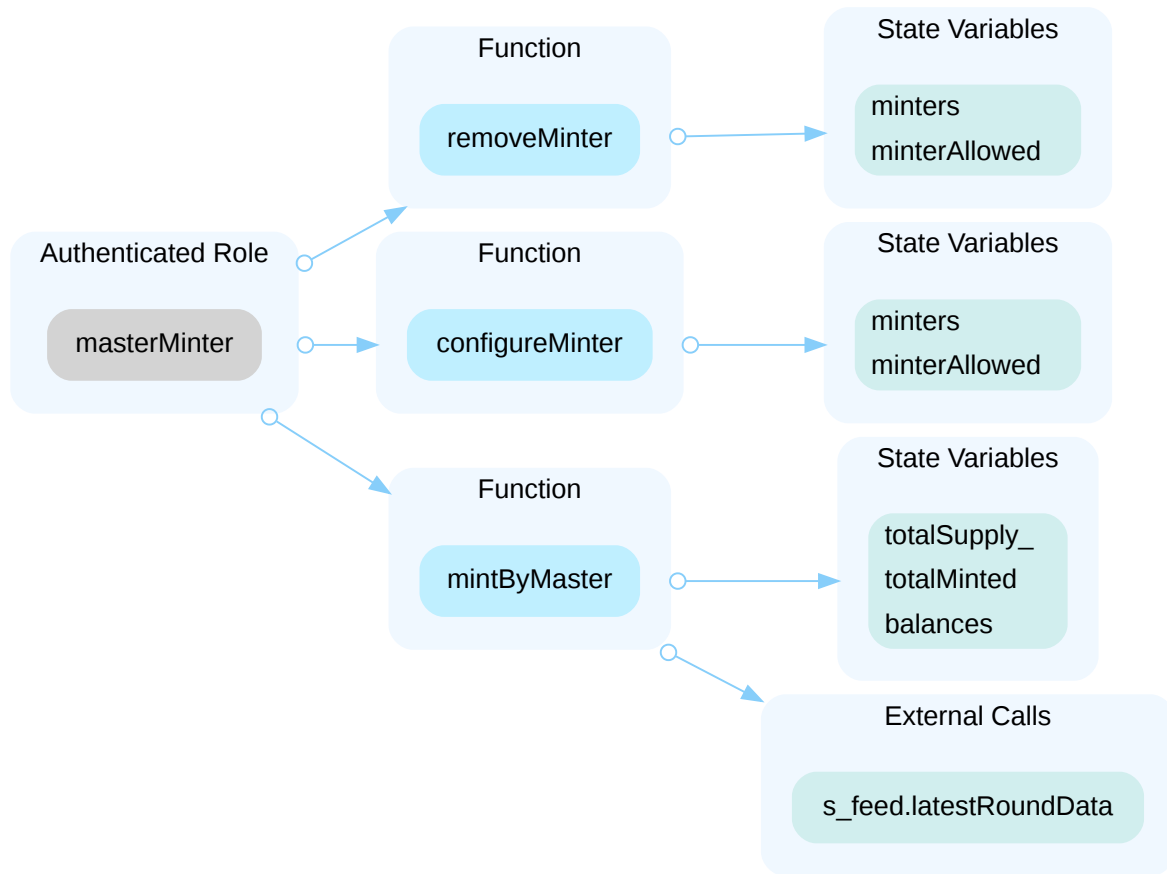 Authenticated Role
masterMinter
Function
removeMinter
State Variables
minters
minterAllowed
Function
configureMinter
State Variables
minters
minterAllowed
Function
mintByMaster
State Variables
totalSupply_
totalMinted
balances
External Calls
s_feed.latestRoundData